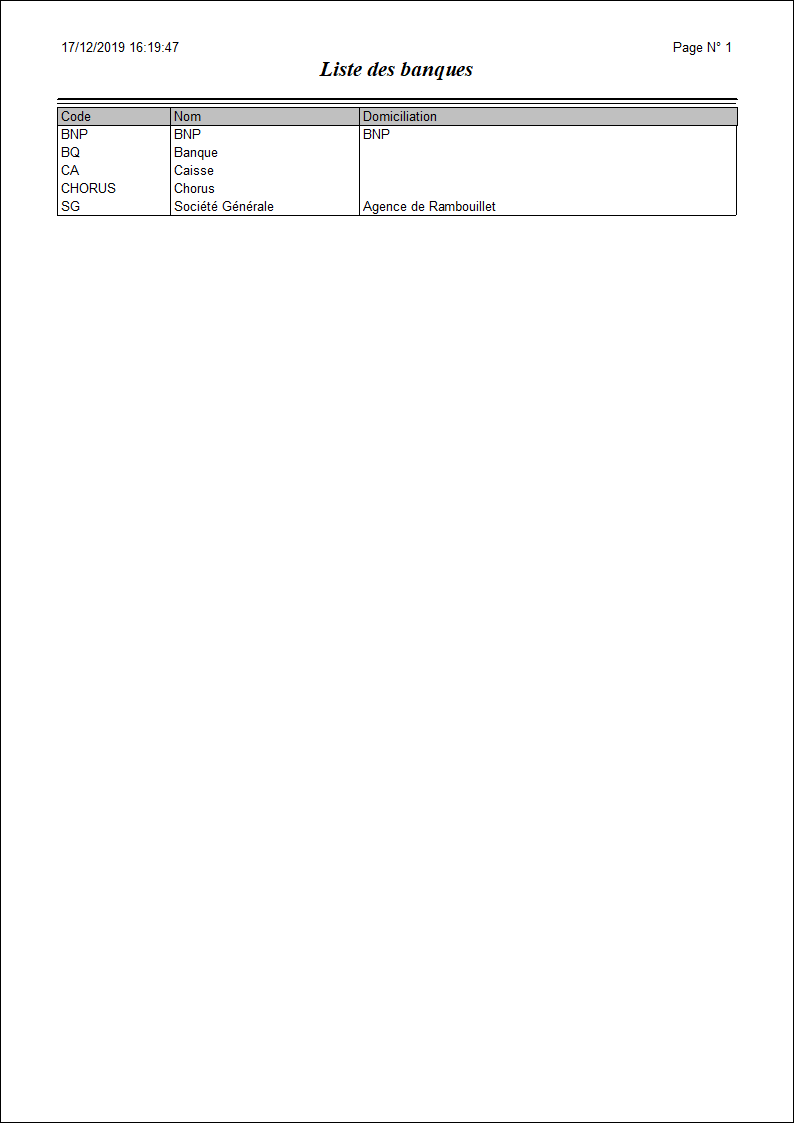 17/12/2019 16:19:47 Page N° 1
Liste des banques
Code Nom Domiciliation
BNP BNP BNP
BQ Banque
CA Caisse
CHORUS Chorus
SG Société Générale Agence de Rambouillet